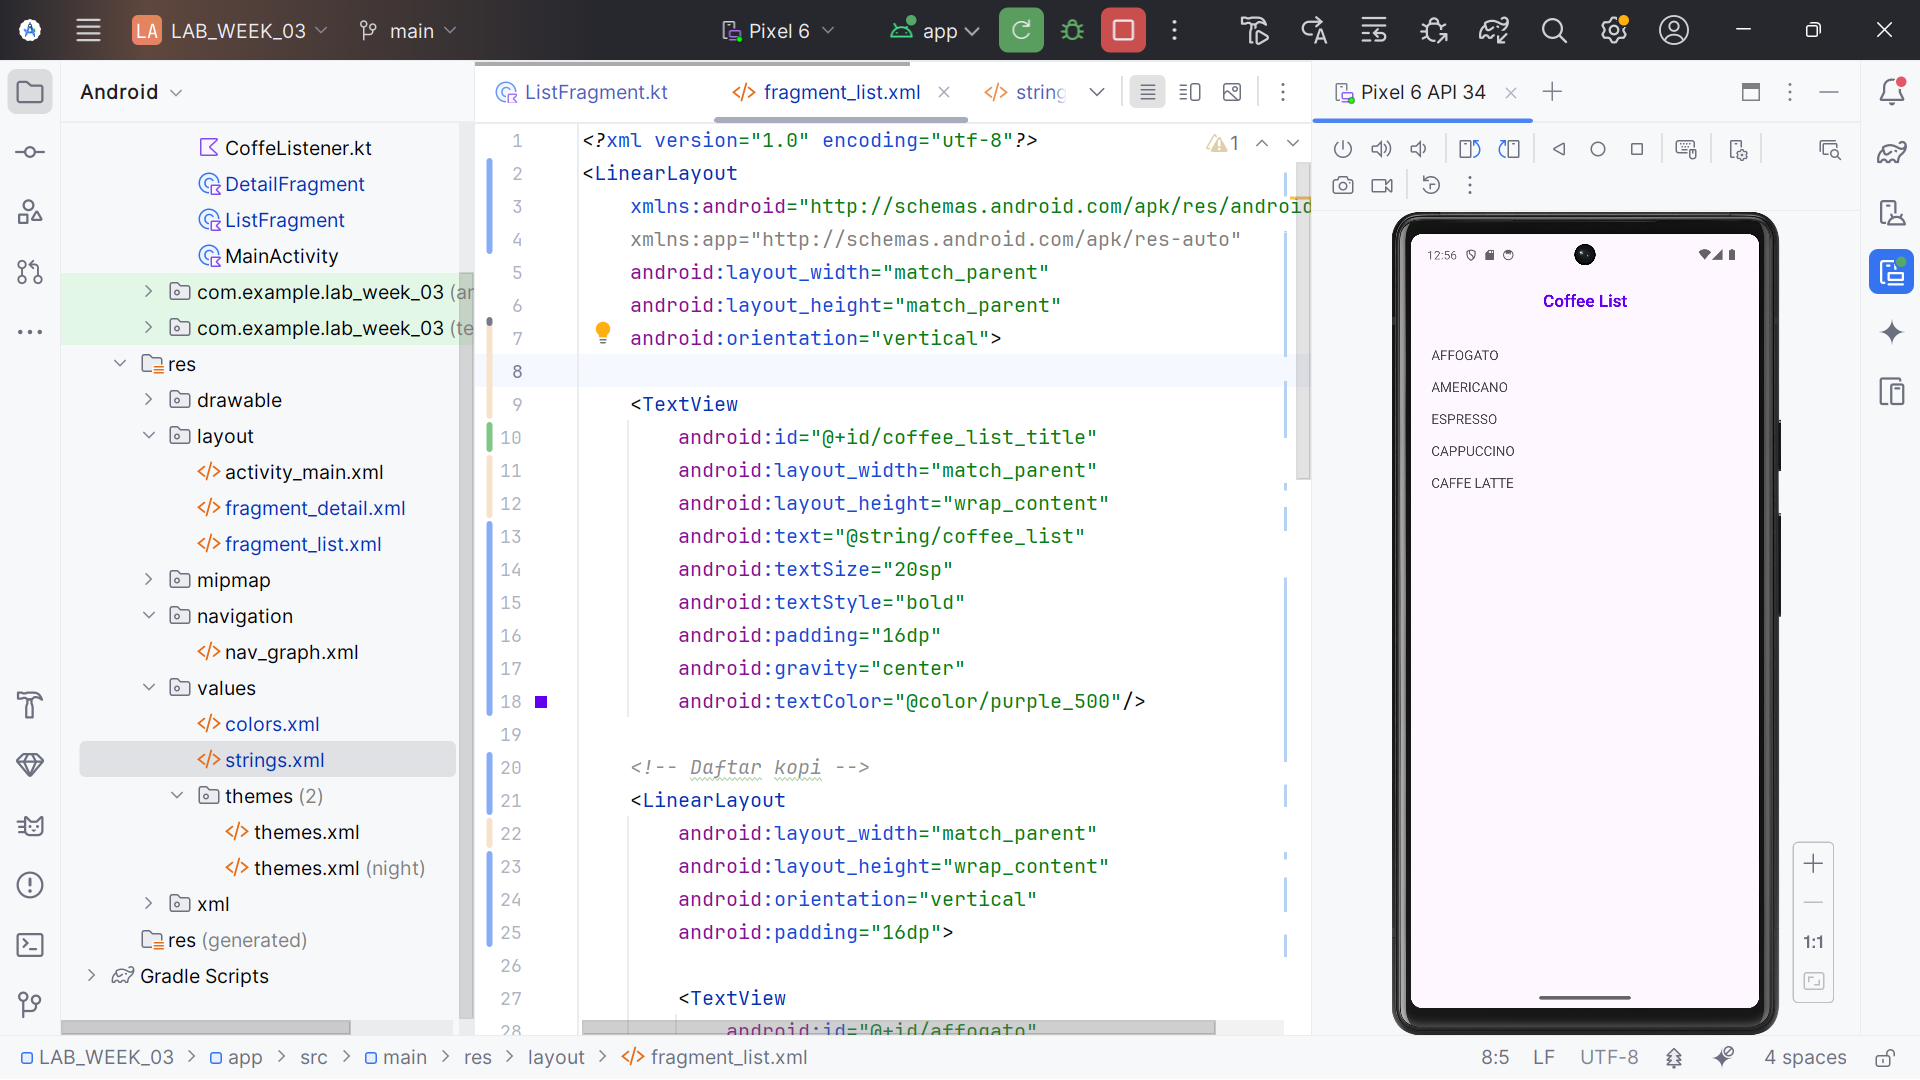 LA LAB_WEEK_03 main Pixel 6 app
Android
CoffeListener.kt
DetailFragment
ListFragment
MainActivity
com.example.lab_week_03 (ar
com.example.lab_week_03 (te
res
drawable
layout
activity_main.xml
fragment_detail.xml
fragment_list.xml
mipmap
navigation
nav_graph.xml
values
colors.xml
strings.xml
themes (2)
themes.xml
themes.xml (night)
xml
res (generated)
Gradle Scripts
ListFragment.kt fragment_list.xml string
1
1 <?xml version="1.0" encoding="utf-8"?>
2 <LinearLayout
3 xmlns:android="http://schemas.android.com/apk/res/android
4 xmlns:app="http://schemas.android.com/apk/res-auto"
5 android:layout_width="match_parent"
6 android:layout_height="match_parent"
7 android:orientation="vertical">
8
9 <TextView
10 android:id="@+id/coffee_list_title"
11 android:layout_width="match_parent"
12 android:layout_height="wrap_content"
13 android:text="@string/coffee_list"
14 android:textSize="20sp"
15 android:textStyle="bold"
16 android:padding="16dp"
17 android:gravity="center"
18 android:textColor="@color/purple_500"/>
19
20 <!-- Daftar kopi -->
21 <LinearLayout
22 android:layout_width="match_parent"
23 android:layout_height="wrap_content"
24 android:orientation="vertical"
25 android:padding="16dp">
26
27 <TextView
28 android:id="@+id/affogato"
Pixel 6 API 34
12:56
Coffee List
AFFOGATO
AMERICANO
ESPRESSO
CAPPUCCINO
CAFFE LATTE
1:1
LAB_WEEK_03 > app > src > main > res > layout > fragment_list.xml
8:5 LF UTF-8 4 spaces